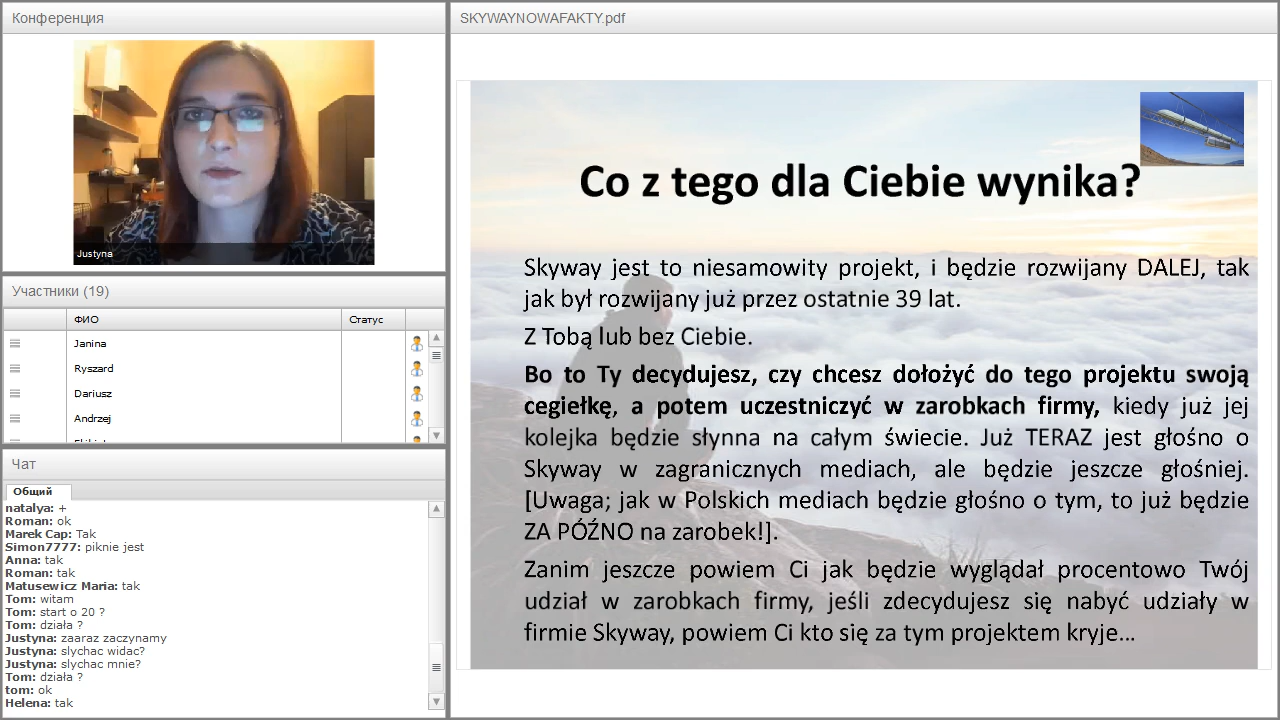 Конференция
Justyna
Участники (19)
ФИО
Статус
Janina
Ryszard
Dariusz
Andrzej
Чат
Общий
natalya: +
Roman: ok
Marek Cap: Tak
Simon7777: piknie jest
Anna: tak
Roman: tak
Matusewicz Maria: tak
Tom: witam
Tom: start o 20 ?
Tom: działa ?
Justyna: zaaraz zaczynamy
Justyna: slychac widac?
Justyna: slychac mnie?
Tom: działa ?
tom: ok
Helena: tak
SKYWAYNOWAFAKTY.pdf
Co z tego dla Ciebie wynika?
Skyway jest to niesamowity projekt, i będzie rozwijany DALEJ, tak
jak był rozwijany już przez ostatnie 39 lat.
Z Tobą lub bez Ciebie.
Bo to Ty decydujesz, czy chcesz dołożyć do tego projektu swoją
cegiełkę, a potem uczestniczyć w zarobkach firmy, kiedy już jej
kolejka będzie słynna na całym świecie. Już TERAZ jest głośno o
Skyway w zagranicznych mediach, ale będzie jeszcze głośniej.
[Uwaga; jak w Polskich mediach będzie głośno o tym, to już będzie
ZA PÓŹNO na zarobek!].
Zanim jeszcze powiem Ci jak będzie wyglądał procentowo Twój
udział w zarobkach firmy, jeśli zdecydujesz się nabyć udziały w
firmie Skyway, powiem Ci kto się za tym projektem kryje…